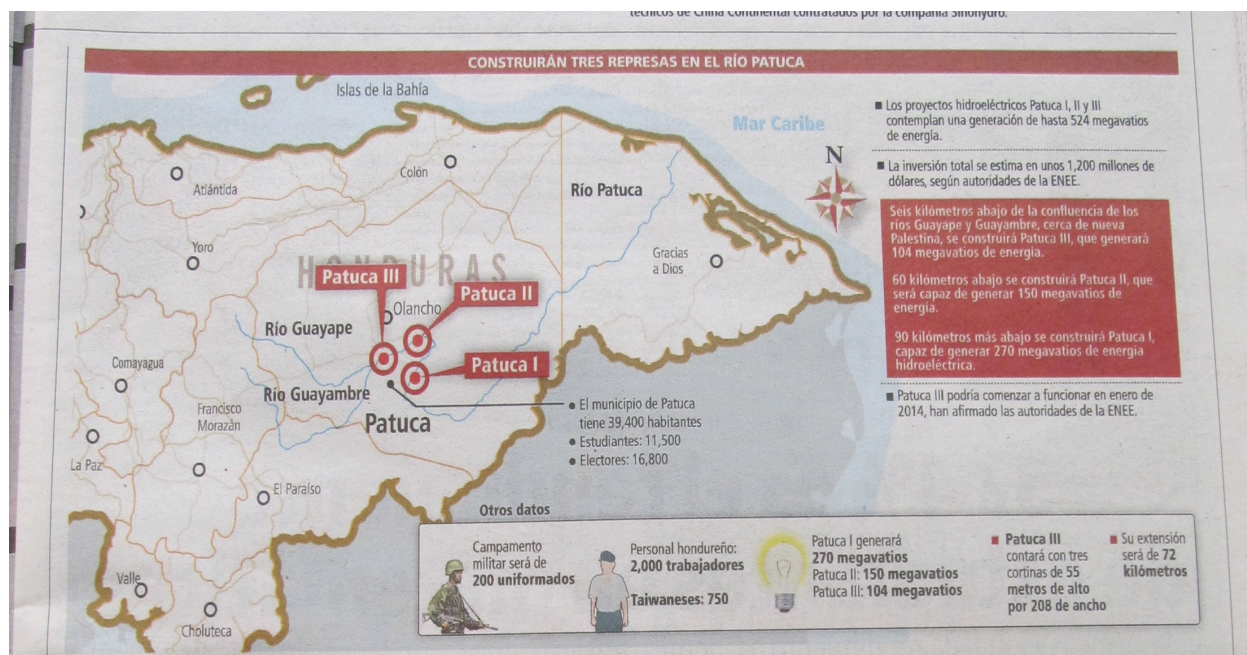 técnicos de China Continental contratados por la compañía Sinohydro.
CONSTRUIRÁN TRES REPRESAS EN EL RÍO PATUCA
Islas de la Bahía
Mar Caribe
N
Atlántida
Colón
Río Patuca
Yoro
Gracias
a Dios
HONDURAS
Patuca III
Patuca II
Olancho
Río Guayape
Patuca I
Comayagua
Río Guayambre
Francisco
Morazán
Patuca
La Paz
El Paraíso
Valle
Choluteca
El municipio de Patuca
tiene 39,400 habitantes
Estudiantes: 11,500
Electores: 16,800
Los proyectos hidroeléctricos Patuca I, II y III
contemplan una generación de hasta 524 megavatios
de energía.
La inversión total se estima en unos 1,200 millones de
dólares, según autoridades de la ENEE.
Seis kilómetros abajo de la confluencia de los
ríos Guayape y Guayambre, cerca de nueva
Palestina, se construirá Patuca III, que generará
104 megavatios de energía.
60 kilómetros abajo se construirá Patuca II, que
será capaz de generar 150 megavatios de
energía.
90 kilómetros más abajo se construirá Patuca I,
capaz de generar 270 megavatios de energía
hidroeléctrica.
Patuca III podría comenzar a funcionar en enero de
2014, han afirmado las autoridades de la ENEE.
Otros datos
Campamento
militar será de
200 uniformados
Personal hondureño:
2,000 trabajadores
Taiwaneses: 750
Patuca I generará
270 megavatios
Patuca II: 150 megavatios
Patuca III: 104 megavatios
Patuca III
contará con tres
cortinas de 55
metros de alto
por 208 de ancho
Su extensión
será de 72
kilómetros